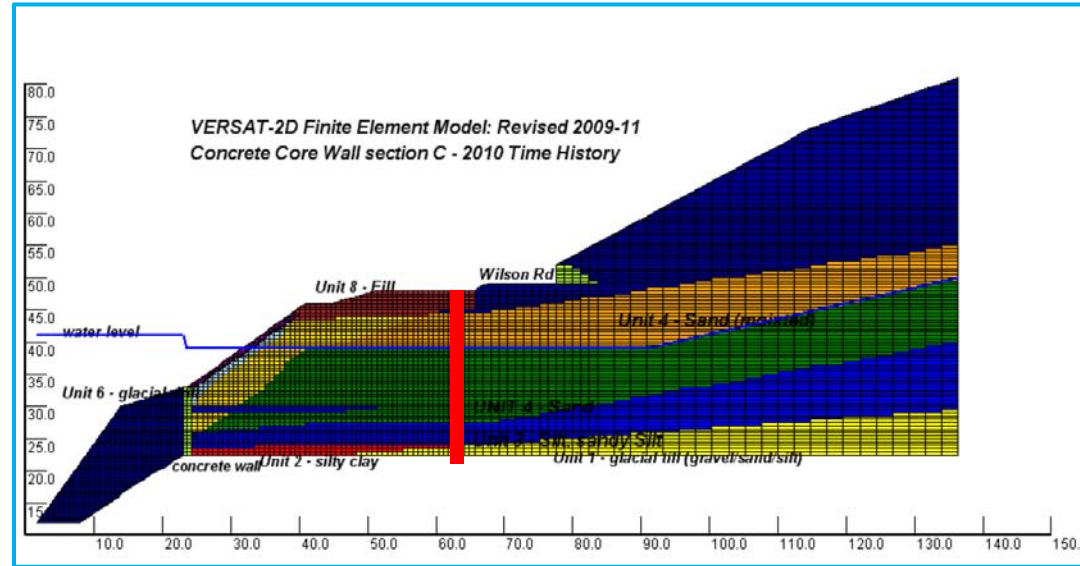 VERSAT-2D Finite Element Model: Revised 2009-11
Concrete Core Wall section C - 2010 Time History
80.0
75.0
70.0
65.0
60.0
55.0
50.0
45.0
40.0
35.0
30.0
25.0
20.0
15
Wilson Rd
Unit 8 - Fill
Unit 4 - Sand (moisted)
water level
Unit 6 - glacial
UNIT 4 - Sand
Silt, sandy Silt
concrete wall
Unit 2 - silty clay
Unit 1 - glacial till (gravel/sand/silt)
10.0 20.0 30.0 40.0 50.0 60.0 70.0 80.0 90.0 100.0 110.0 120.0 130.0 140.0 150.